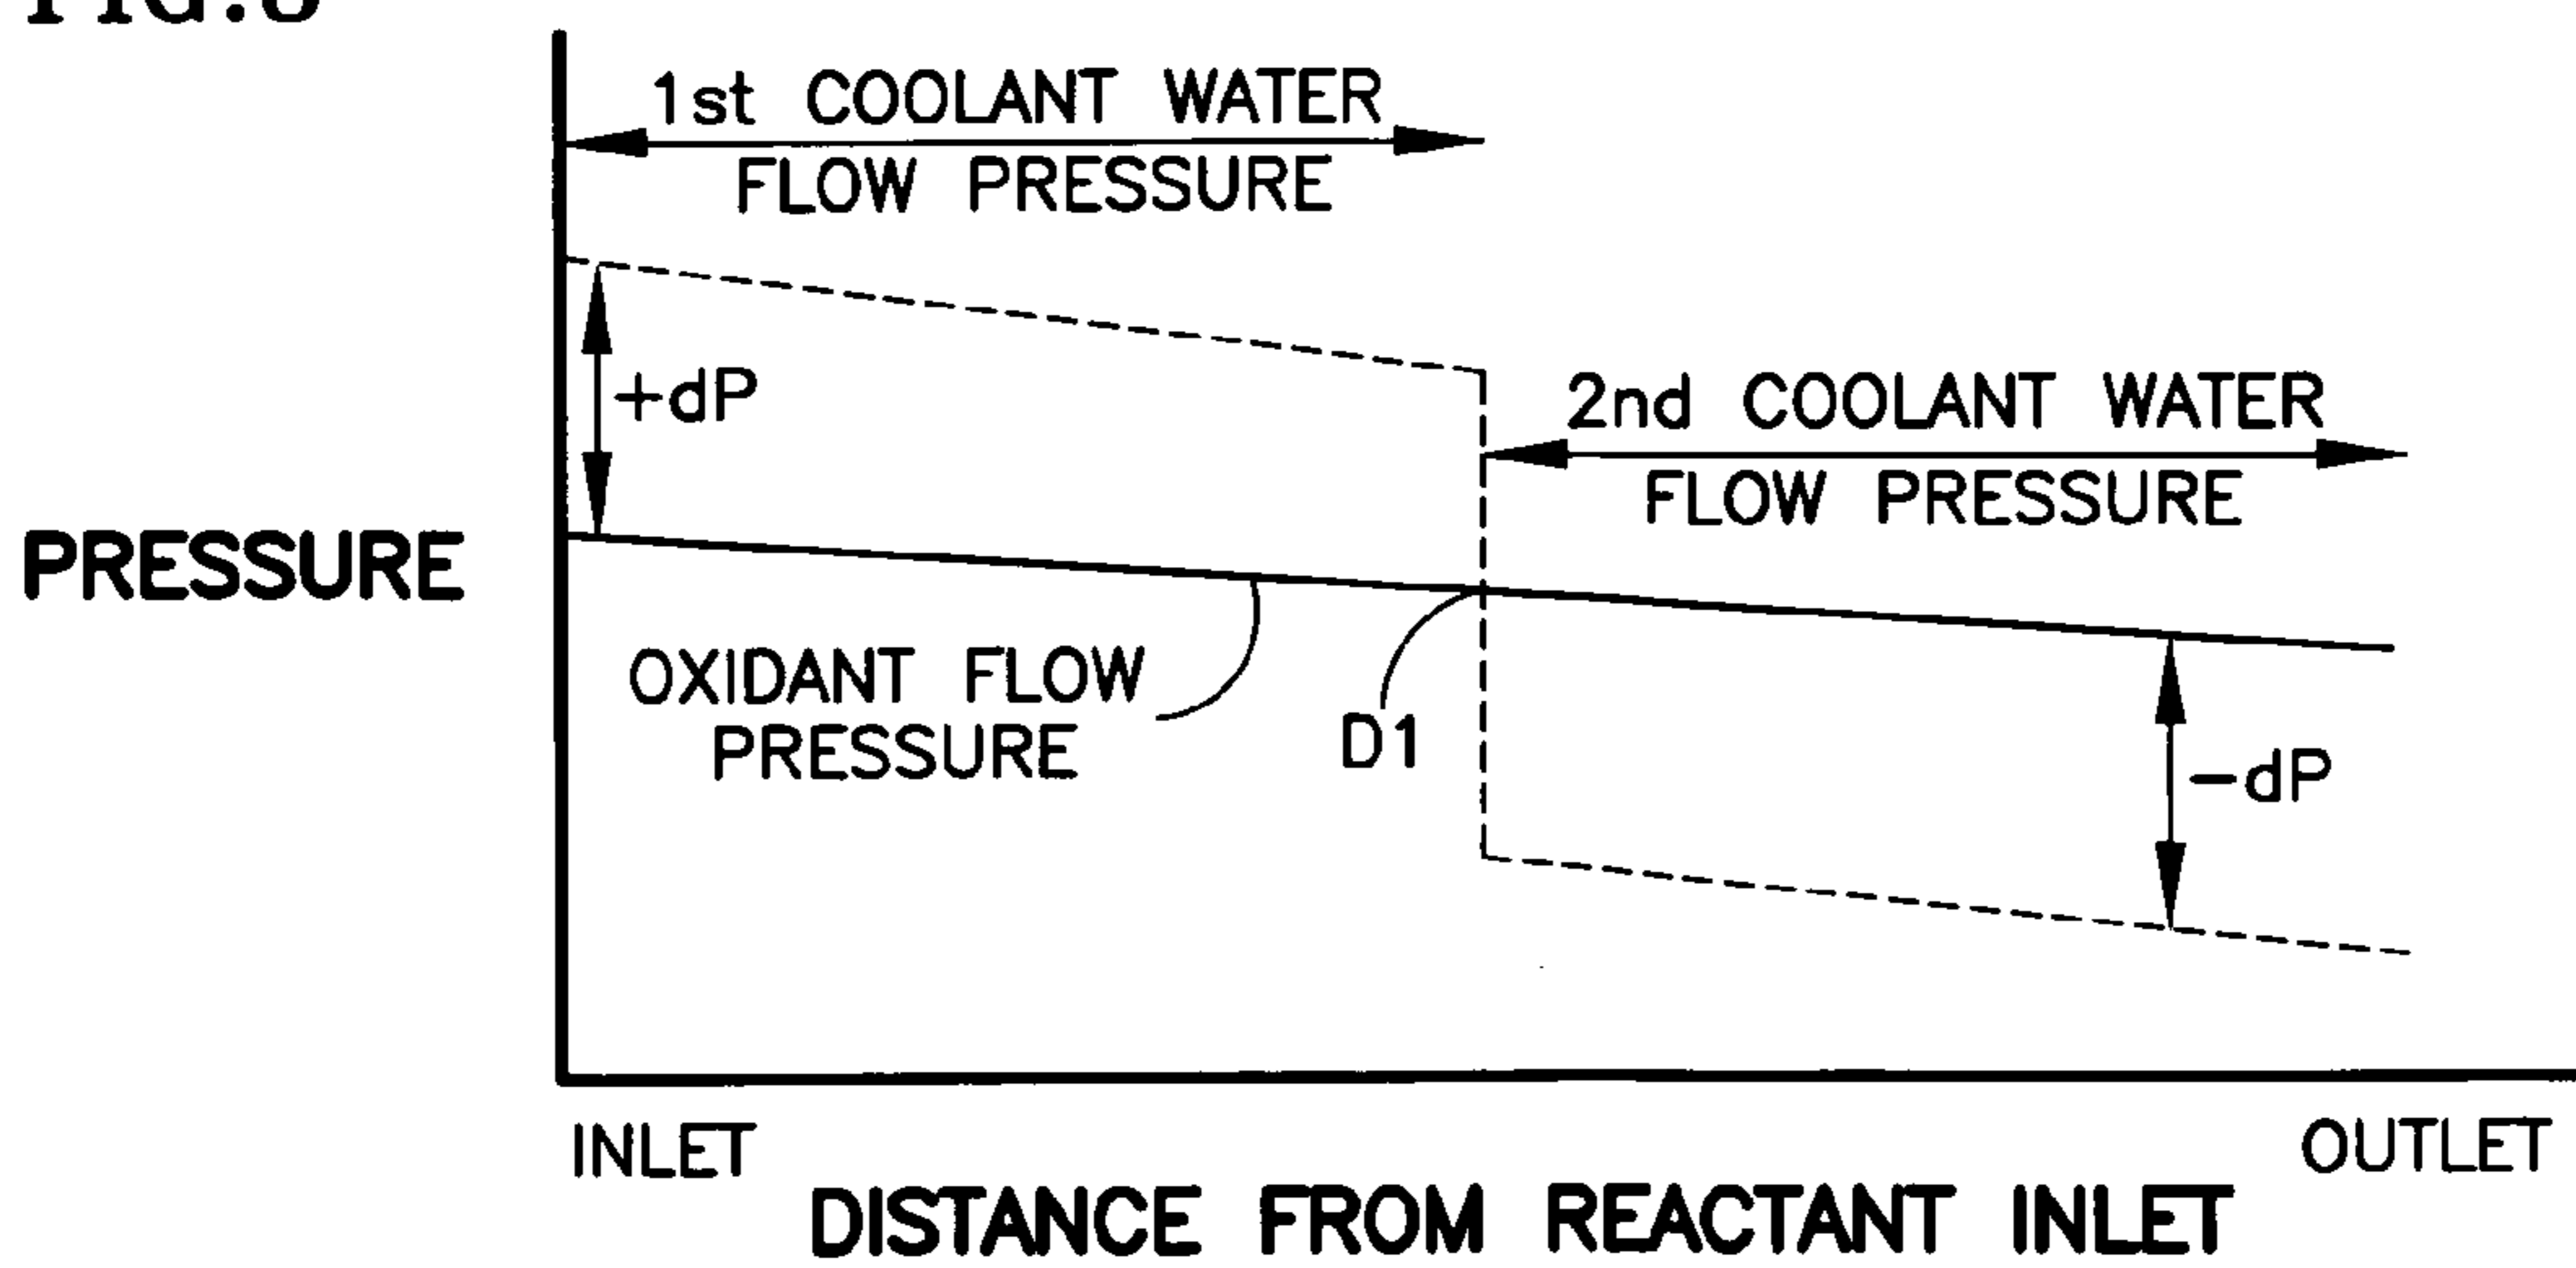 1st COOLANT WATER
FLOW PRESSURE
+dP
2nd COOLANT WATER
FLOW PRESSURE
PRESSURE
OXIDANT FLOW
PRESSURE
D1
−dP
INLET
OUTLET
DISTANCE FROM REACTANT INLET